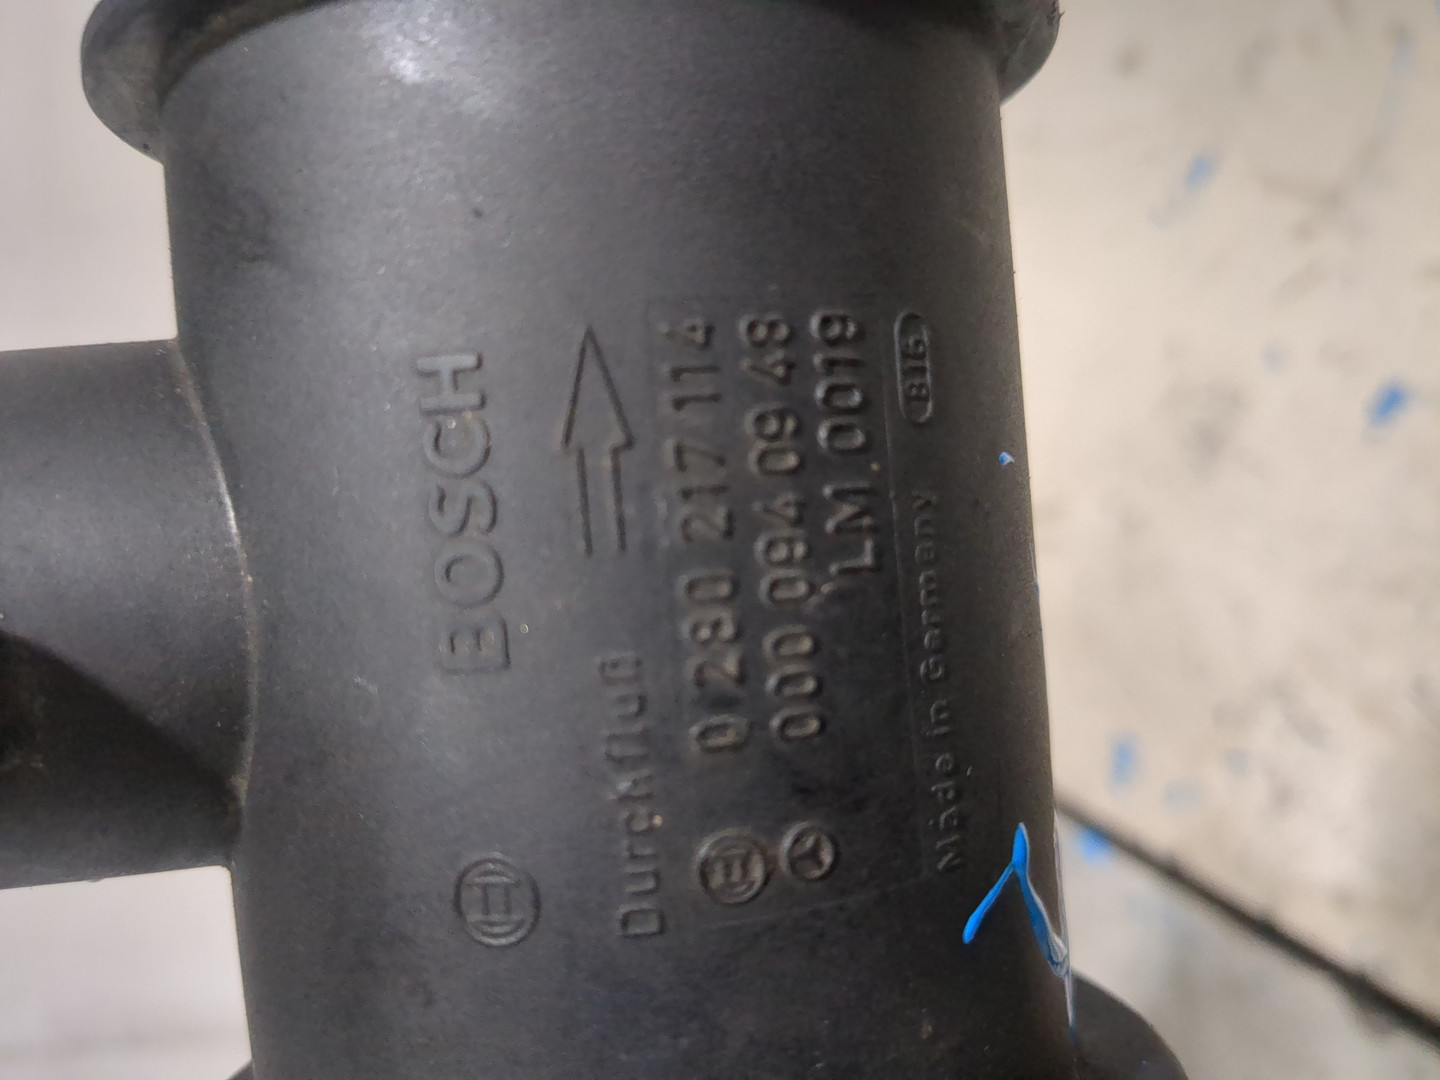 BOSCH
Durchfluß
0 280 217 114
000 094 09 48
LM.0019
Made in Germany